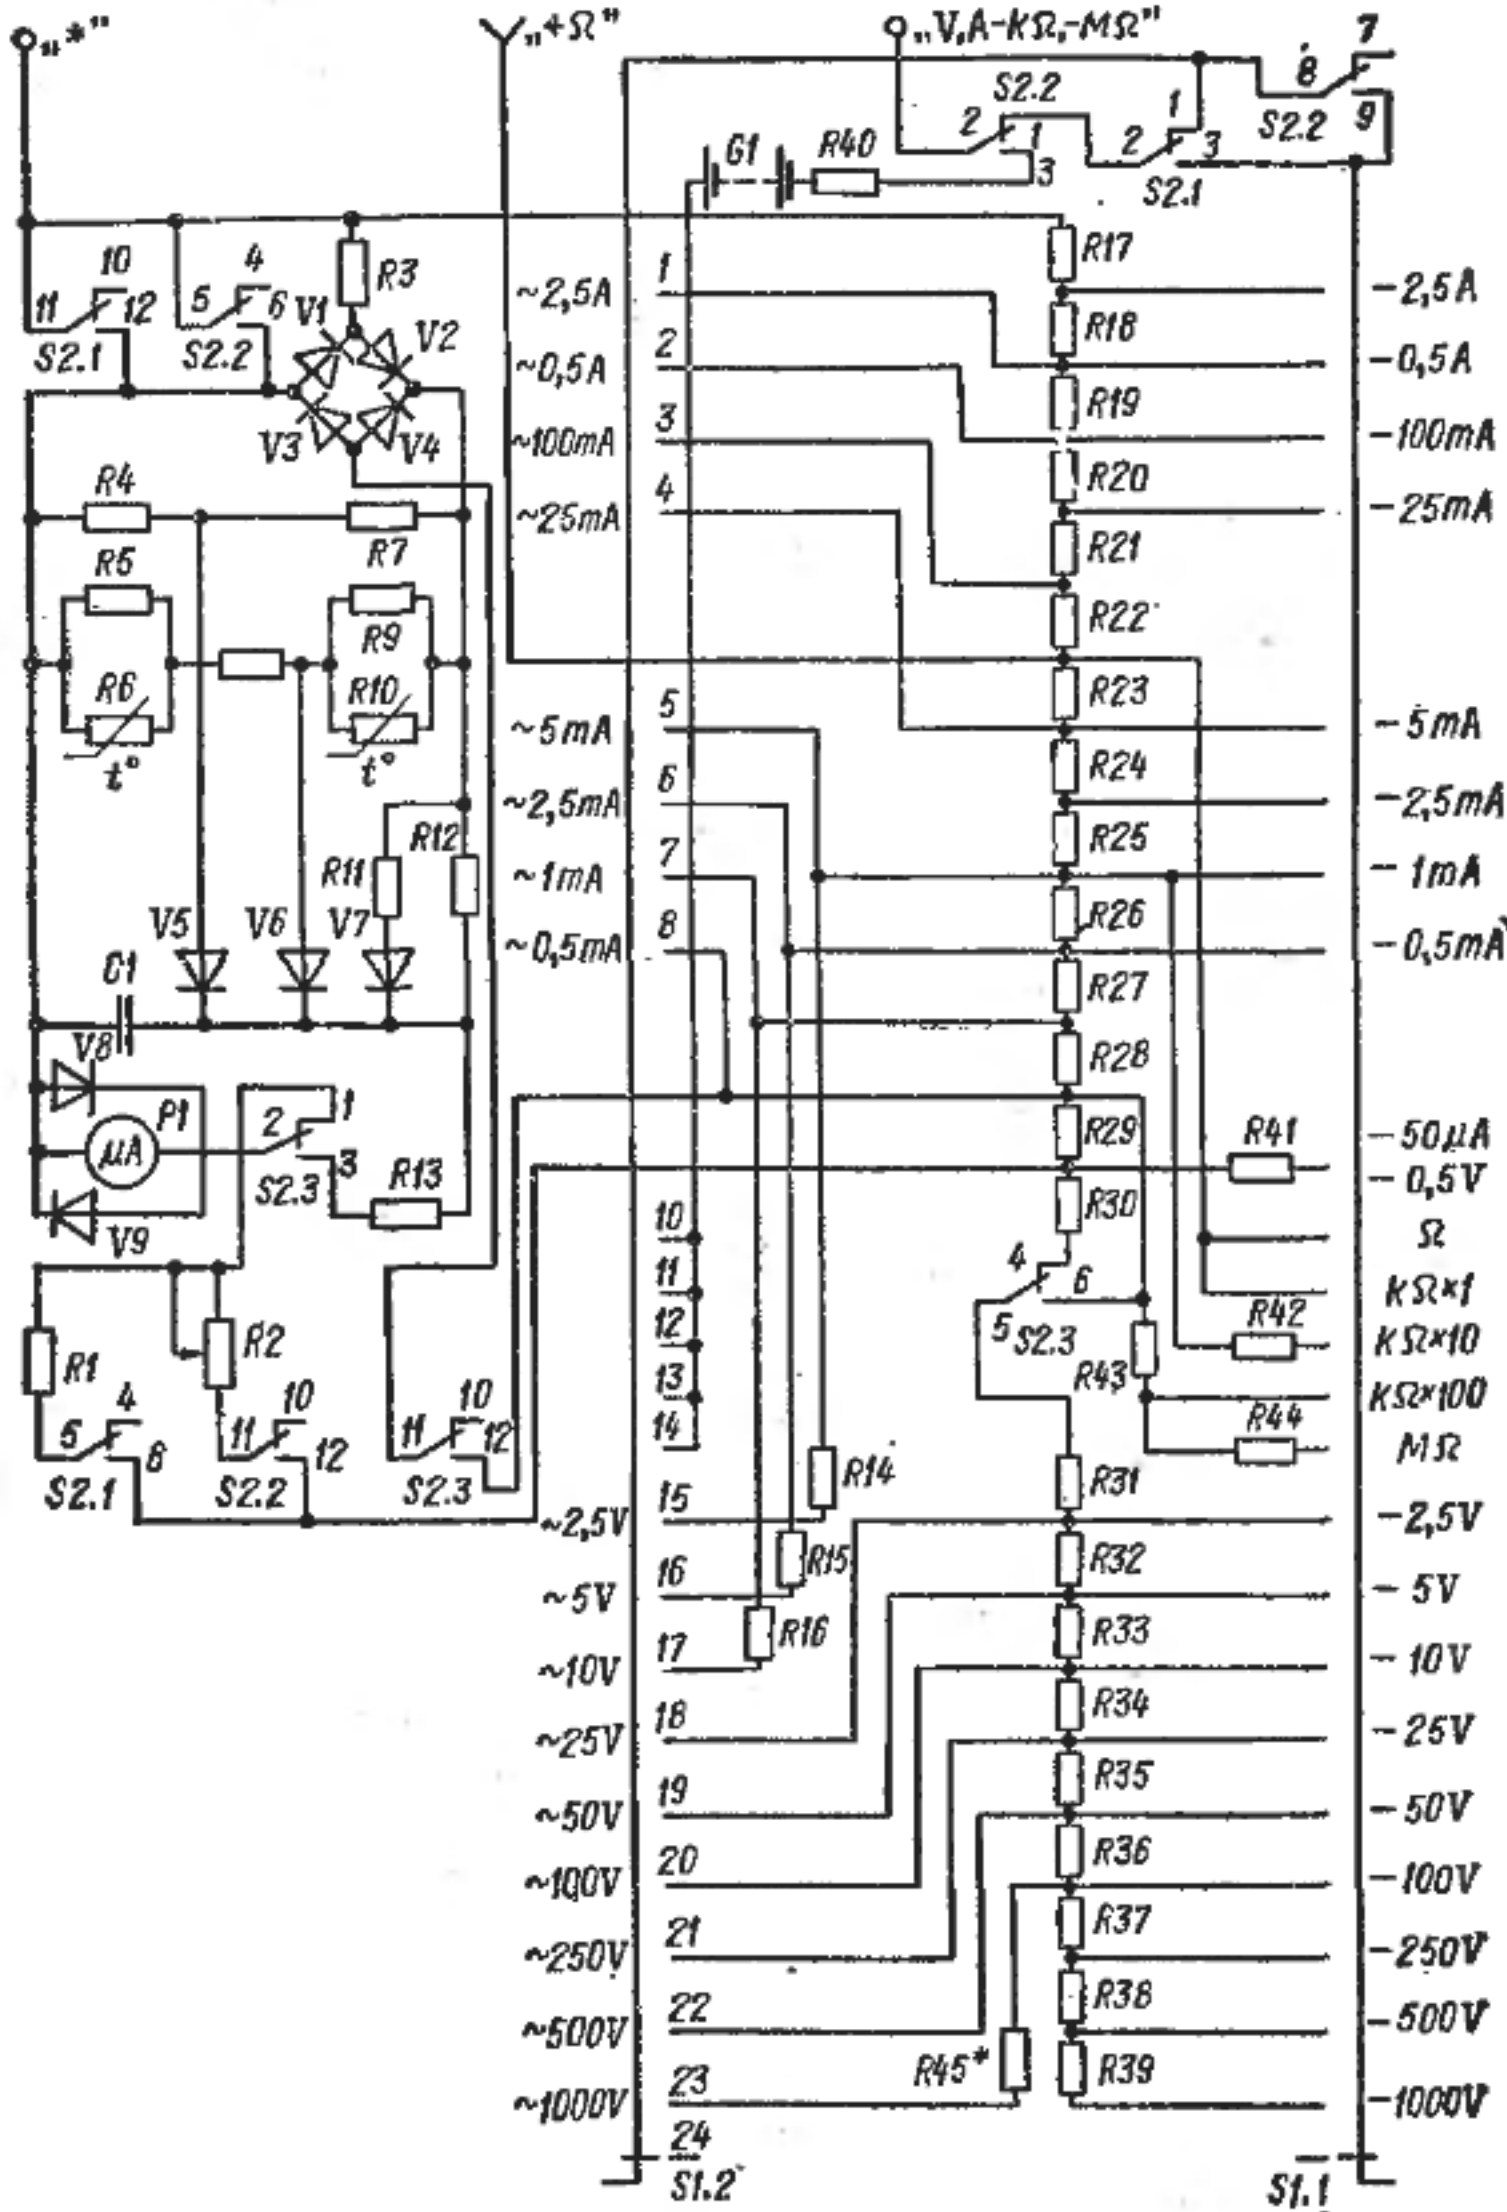 „*" „+Ω" „V,A-KΩ,-MΩ" 7
8
S2.2 1 S2.2 9
2 1 2 3
G1 R40 3 S2.1
10 4 R3 R17
11 12 5 6 V1 V2 ~2,5A 1 -2,5A
S2.1 S2.2 R18
~0,5A 2 -0,5A
V3 V4 R19
~100mA 3 -100mA
R4 R20
~25mA 4 -25mA
R7 R21
R5
R9 R22
R6 R10 R23
t° t° ~5mA 5 -5mA
R24
~2,5mA 6 -2,5mA
R12 R25
R11 ~1mA 7 -1mA
V5 V6 V7 R26
C1 ~0,5mA 8 -0,5mA
R27
V8 R28
P1 2 1
μA 3 R29 R41 -50μA
S2.3 R13 -0,5V
V9 R30
10 Ω
11 4 6 KΩ×1
R1 R2 12 5 S2.3 R42 KΩ×10
4 10 10 13 R43 KΩ×100
5 6 11 12 11 12 14 R44 MΩ
S2.1 S2.2 S2.3 R14 R31
~2,5V 15 -2,5V
R15 R32
~5V 16 -5V
R16 R33
~10V 17 -10V
R34
~25V 18 -25V
R35
~50V 19 -50V
R36
~100V 20 -100V
R37
~250V 21 -250V
R38
~500V 22 -500V
R45* R39
~1000V 23 -1000V
24
S1.2 S1.1